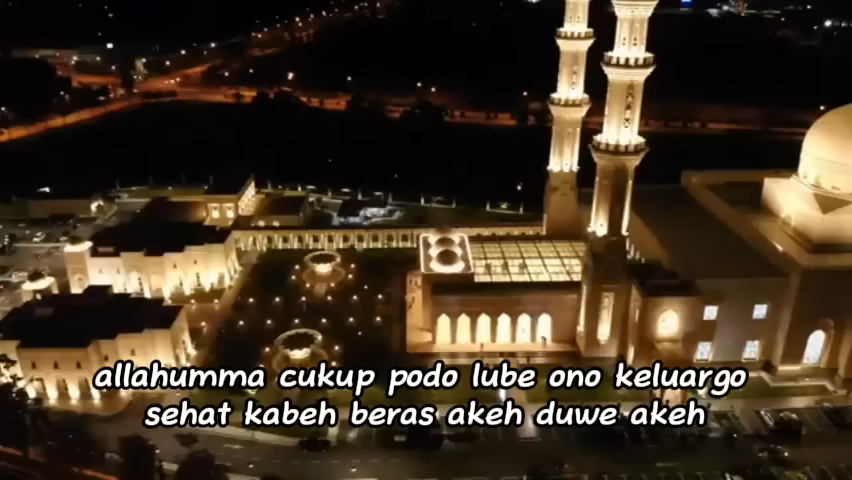 allahumma cukup podo lube ono keluargo
sehat kabeh beras akeh duwe akeh